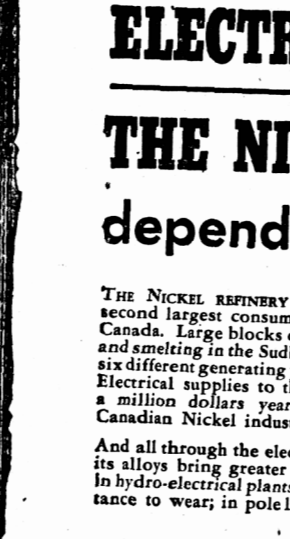 ELECTR
THE NI
depend
THE NICKEL REFINERY
second largest consum
Canada. Large blocks
and smelting in the Sud
six different generating
Electrical supplies to t
a million dollars year
Canadian Nickel indus
And all through the elec
its alloys bring greater
In hydro-electrical plants
tance to wear; in pole l